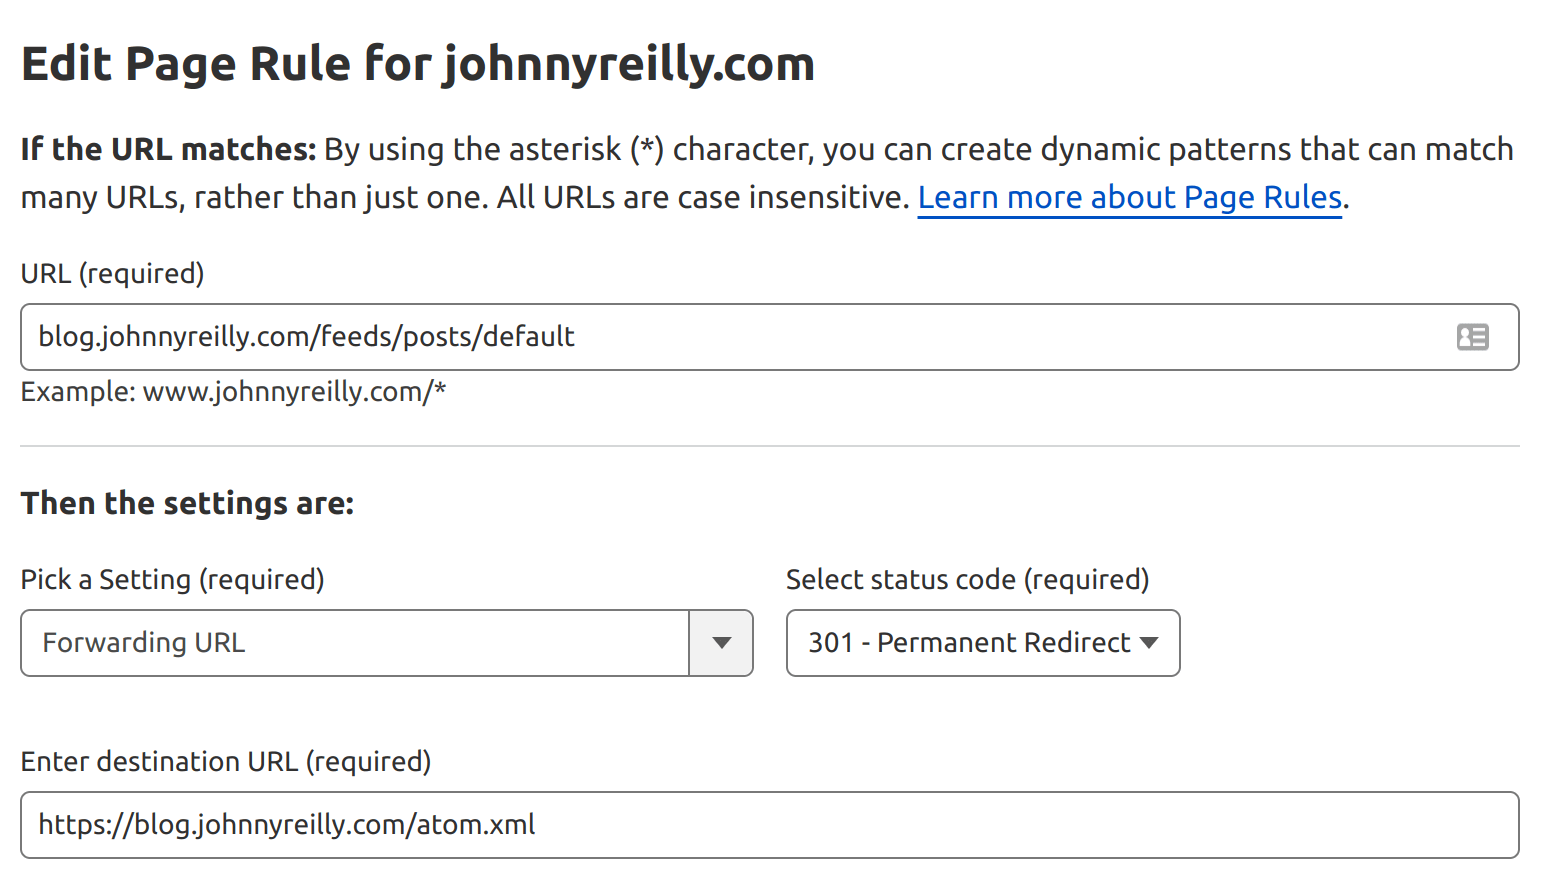 Edit Page Rule for johnnyreilly.com
If the URL matches: By using the asterisk (*) character, you can create dynamic patterns that can match
many URLs, rather than just one. All URLs are case insensitive. Learn more about Page Rules.
URL (required)
blog.johnnyreilly.com/feeds/posts/default
Example: www.johnnyreilly.com/*
Then the settings are:
Pick a Setting (required)
Select status code (required)
Forwarding URL
301 - Permanent Redirect
Enter destination URL (required)
https://blog.johnnyreilly.com/atom.xml